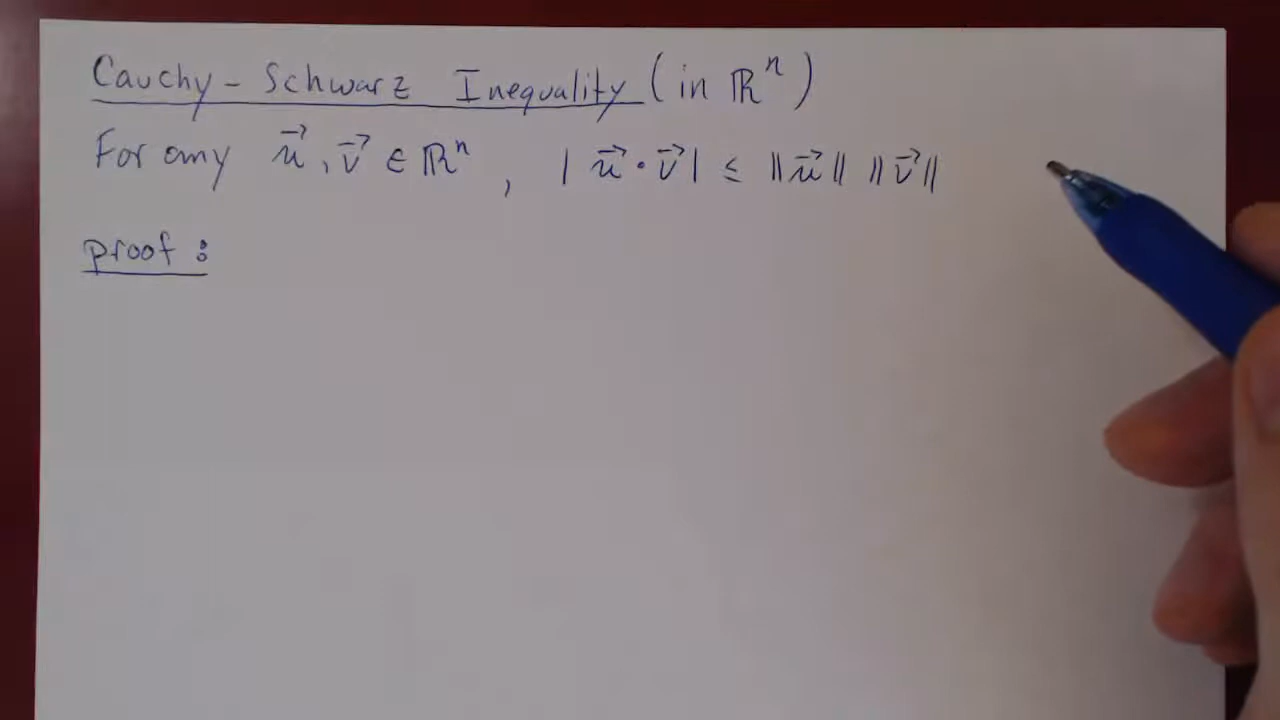 Cauchy-Schwarz Inequality (in ℝⁿ)
For any u⃗, v⃗ ∈ ℝⁿ, |u⃗ · v⃗| ≤ ‖u⃗‖ ‖v⃗‖
proof: